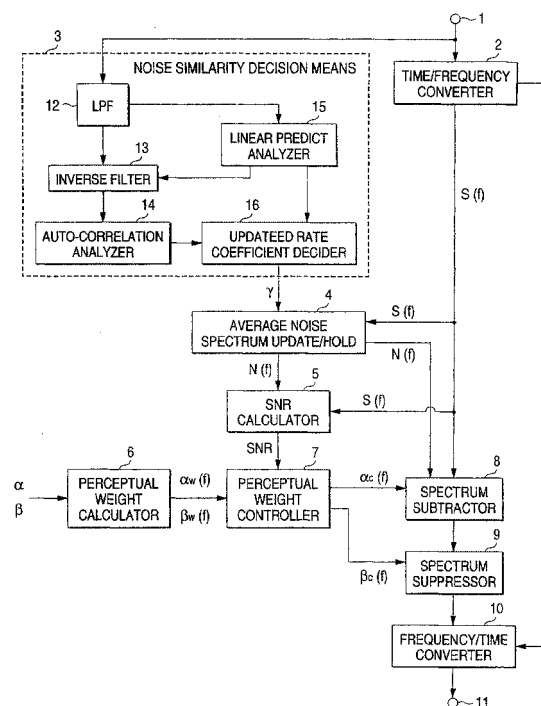 1
2
TIME/FREQUENCY
CONVERTER
3
NOISE SIMILARITY DECISION MEANS
12
LPF
15
LINEAR PREDICT
ANALYZER
13
INVERSE FILTER
S (f)
14
AUTO-CORRELATION
ANALYZER
16
UPDATEED RATE
COEFFICIENT DECIDER
γ
4
AVERAGE NOISE
SPECTRUM UPDATE/HOLD
S (f)
N (f)
N (f)
5
SNR
CALCULATOR
S (f)
SNR
α
β
6
PERCEPTUAL
WEIGHT
CALCULATOR
αw (f)
βw (f)
7
PERCEPTUAL
WEIGHT
CONTROLLER
αc (f)
βc (f)
8
SPECTRUM
SUBTRACTOR
9
SPECTRUM
SUPPRESSOR
10
FREQUENCY/TIME
CONVERTER
11